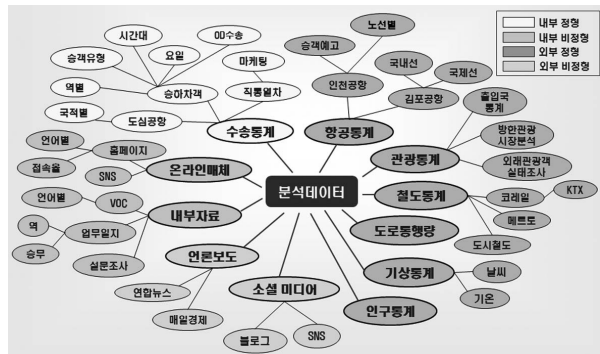 내부 정형
내부 비정형
외부 정형
외부 비정형
시간대
요일
OD수송
승객유형
역별
승하차객
국적별
도심공항
마케팅
직통열차
수송통계
노선별
승객예고
인천공항
국내선
국제선
김포공항
항공통계
출입국
통계
방한관광
시장분석
외래관광객
실태조사
관광통계
언어별
홈페이지
접속율
SNS
온라인매체
분석데이터
철도통계
코레일
KTX
메트로
도시철도
언어별
VOC
역
업무일지
승무
설문조사
내부자료
도로통행량
언론보도
연합뉴스
매일경제
소셜 미디어
블로그
SNS
기상통계
날씨
기온
인구통계